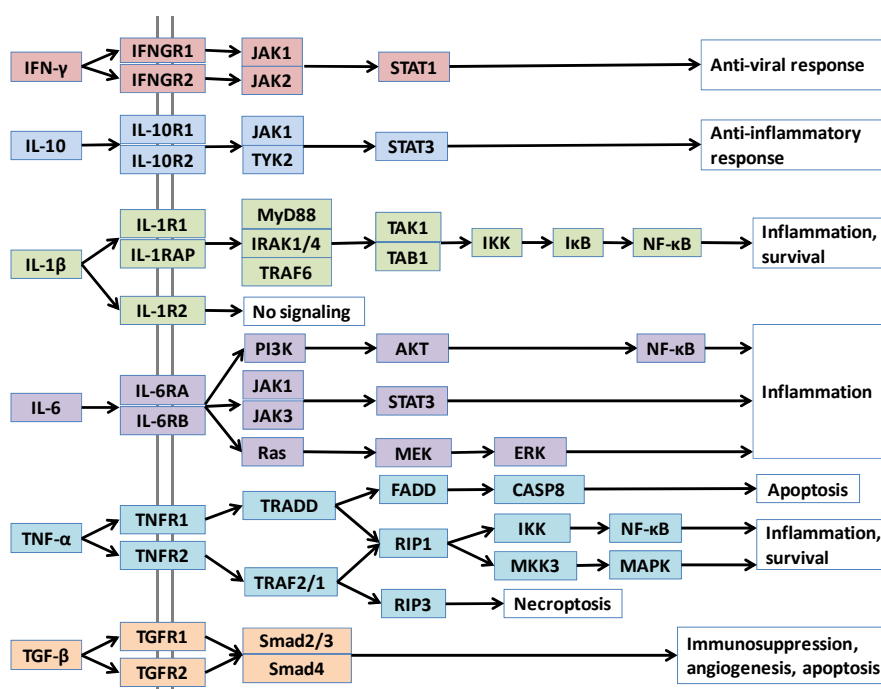 IFN-γ
IFNGR1
IFNGR2
JAK1
JAK2
STAT1
Anti-viral response
IL-10
IL-10R1
IL-10R2
JAK1
TYK2
STAT3
Anti-inflammatory
response
IL-1β
IL-1R1
IL-1RAP
MyD88
IRAK1/4
TRAF6
TAK1
TAB1
IKK
IκB
NF-κB
Inflammation,
survival
IL-1R2
No signaling
IL-6
IL-6RA
IL-6RB
PI3K
AKT
NF-κB
JAK1
JAK3
STAT3
Ras
MEK
ERK
Inflammation
TNF-α
TNFR1
TNFR2
TRADD
TRAF2/1
FADD
CASP8
Apoptosis
RIP1
IKK
NF-κB
MKK3
MAPK
Inflammation,
survival
RIP3
Necroptosis
TGF-β
TGFR1
TGFR2
Smad2/3
Smad4
Immunosuppression,
angiogenesis, apoptosis